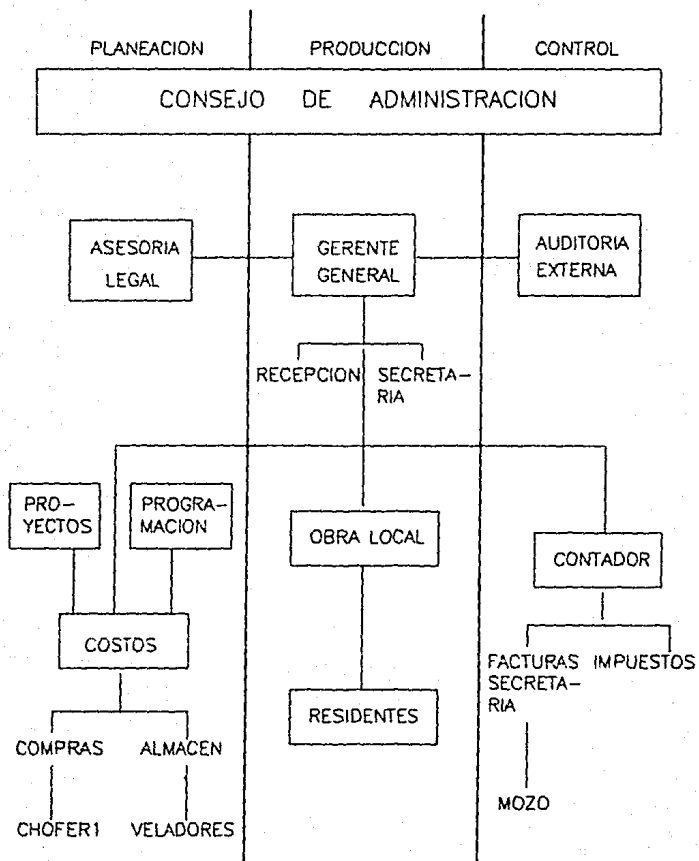 PLANEACION
PRODUCCION
CONTROL
CONSEJO DE ADMINISTRACION
ASESORIA
LEGAL
GERENTE
GENERAL
AUDITORIA
EXTERNA
RECEPCION
SECRETA-
RIA
PRO-
YECTOS
PROGRA-
MACION
OBRA LOCAL
CONTADOR
COSTOS
FACTURAS
SECRETA-
RIA
IMPUESTOS
RESIDENTES
COMPRAS
ALMACEN
MOZO
CHOFER1
VELADORES